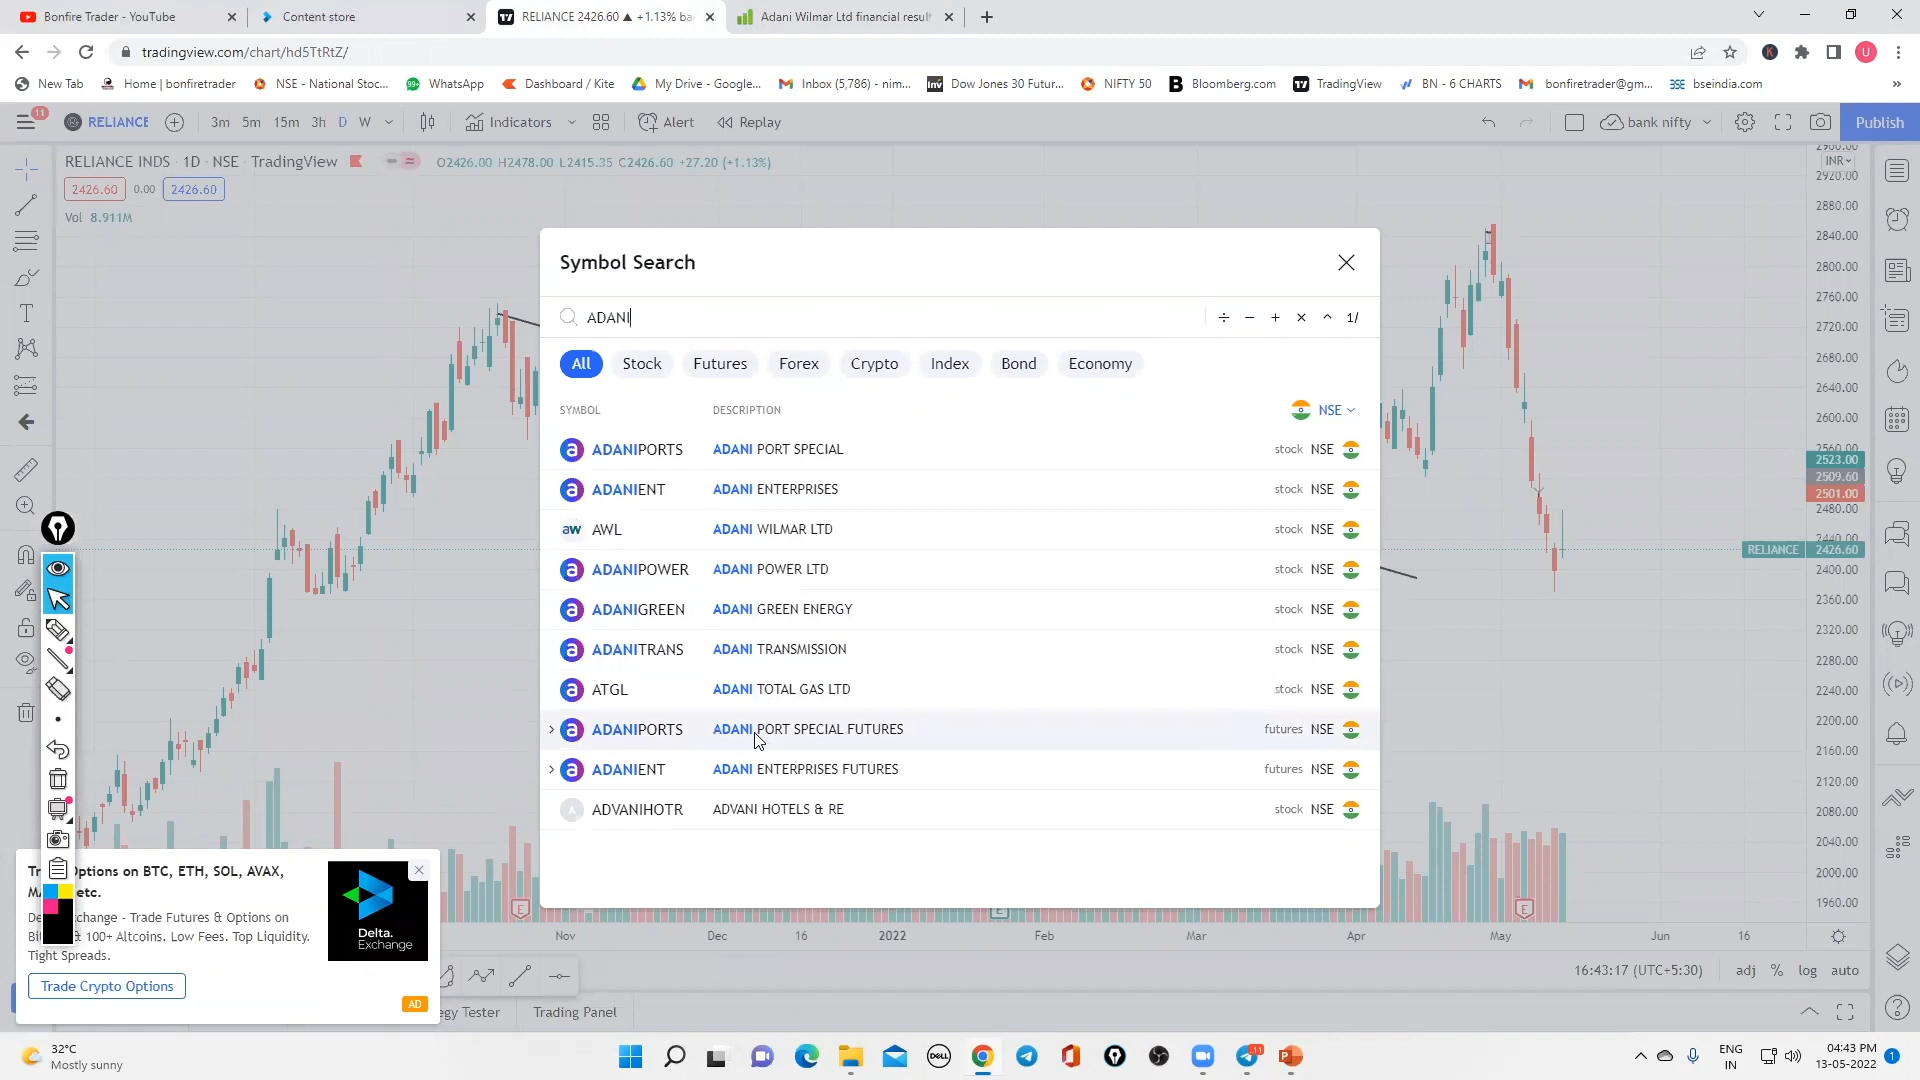 Bonfire Trader - YouTube
Content store
RELIANCE 2426.60 ▲ +1.13% ba
Adani Wilmar Ltd financial result
tradingview.com/chart/hd5TtRtZ/
U
New Tab
Home | bonfiretrader
NSE - National Stoc...
WhatsApp
Dashboard / Kite
My Drive - Google...
Inbox (5,786) - nim...
Dow Jones 30 Futur...
NIFTY 50
Bloomberg.com
TradingView
BN - 6 CHARTS
bonfiretrader@gm...
bseindia.com
»
11
RELIANCE
3m 5m 15m 3h D W
Indicators
Alert
Replay
bank nifty
Publish
RELIANCE INDS · 1D · NSE · TradingView
O2426.00 H2478.00 L2415.35 C2426.60 +27.20 (+1.13%)
2426.60 0.00 2426.60
Vol 8.911M
INR
2920.00
2880.00
2840.00
2800.00
2760.00
2720.00
2680.00
2640.00
2600.00
2560.00
2523.00
2509.60
2501.00
2480.00
2440.00
RELIANCE 2426.60
2400.00
2360.00
2320.00
2280.00
2240.00
2200.00
2160.00
2120.00
2080.00
2040.00
2000.00
1960.00
Symbol Search
ADANI
÷ − + × ^ 1/
All Stock Futures Forex Crypto Index Bond Economy
SYMBOL DESCRIPTION NSE
ADANIPORTS ADANI PORT SPECIAL stock NSE
ADANIENT ADANI ENTERPRISES stock NSE
aw AWL ADANI WILMAR LTD stock NSE
ADANIPOWER ADANI POWER LTD stock NSE
ADANIGREEN ADANI GREEN ENERGY stock NSE
ADANITRANS ADANI TRANSMISSION stock NSE
ATGL ADANI TOTAL GAS LTD stock NSE
ADANIPORTS ADANI PORT SPECIAL FUTURES futures NSE
ADANIENT ADANI ENTERPRISES FUTURES futures NSE
A ADVANIHOTR ADVANI HOTELS & RE stock NSE
E E E
Nov Dec 16 2022 Feb Mar Apr May Jun 16
Options on BTC, ETH, SOL, AVAX,
etc.
Trade Futures & Options on
100+ Altcoins. Low Fees. Top Liquidity.
Tight Spreads.
Delta.
Exchange
Trade Crypto Options
AD
16:43:17 (UTC+5:30) adj % log auto
Tester
Trading Panel
32°C
Mostly sunny
DELL
11
ENG
IN
04:43 PM
13-05-2022
1